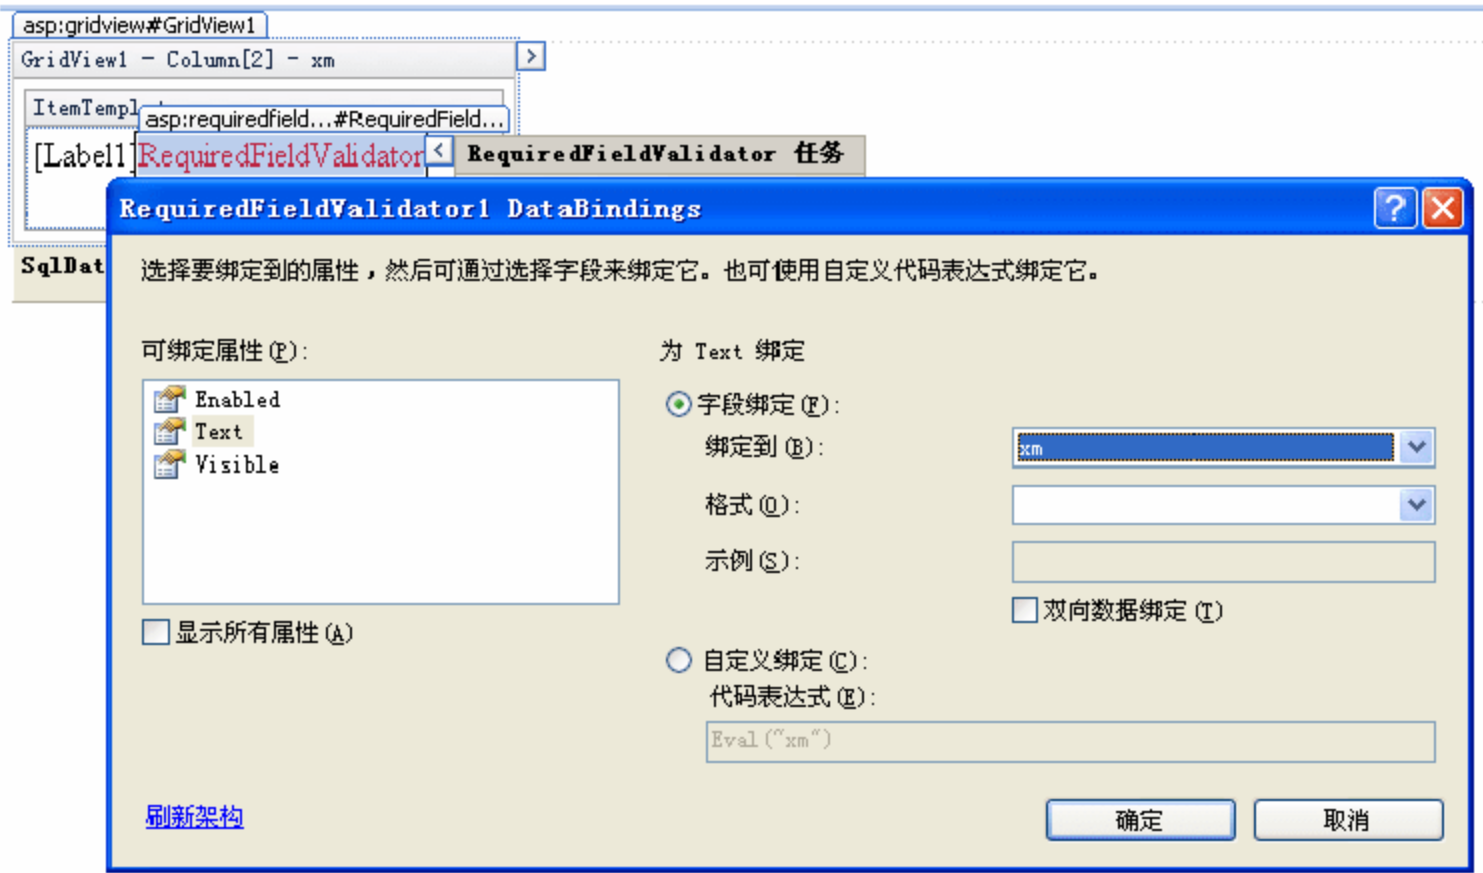 asp:gridview#GridView1
GridView1 - Column[2] - xm
ItemTempl
asp:requiredfield...#RequiredField...
[Label1]RequiredFieldValidator
RequiredFieldValidator 任务
RequiredFieldValidator1 DataBindings
SqlDat
选择要绑定到的属性，然后可通过选择字段来绑定它。也可使用自定义代码表达式绑定它。
可绑定属性(P):
Enabled
Text
Visible
显示所有属性(A)
为 Text 绑定
字段绑定(F):
绑定到(B):
xm
格式(O):
示例(S):
双向数据绑定(T)
自定义绑定(C):
代码表达式(E):
Eval("xm")
刷新架构
确定
取消